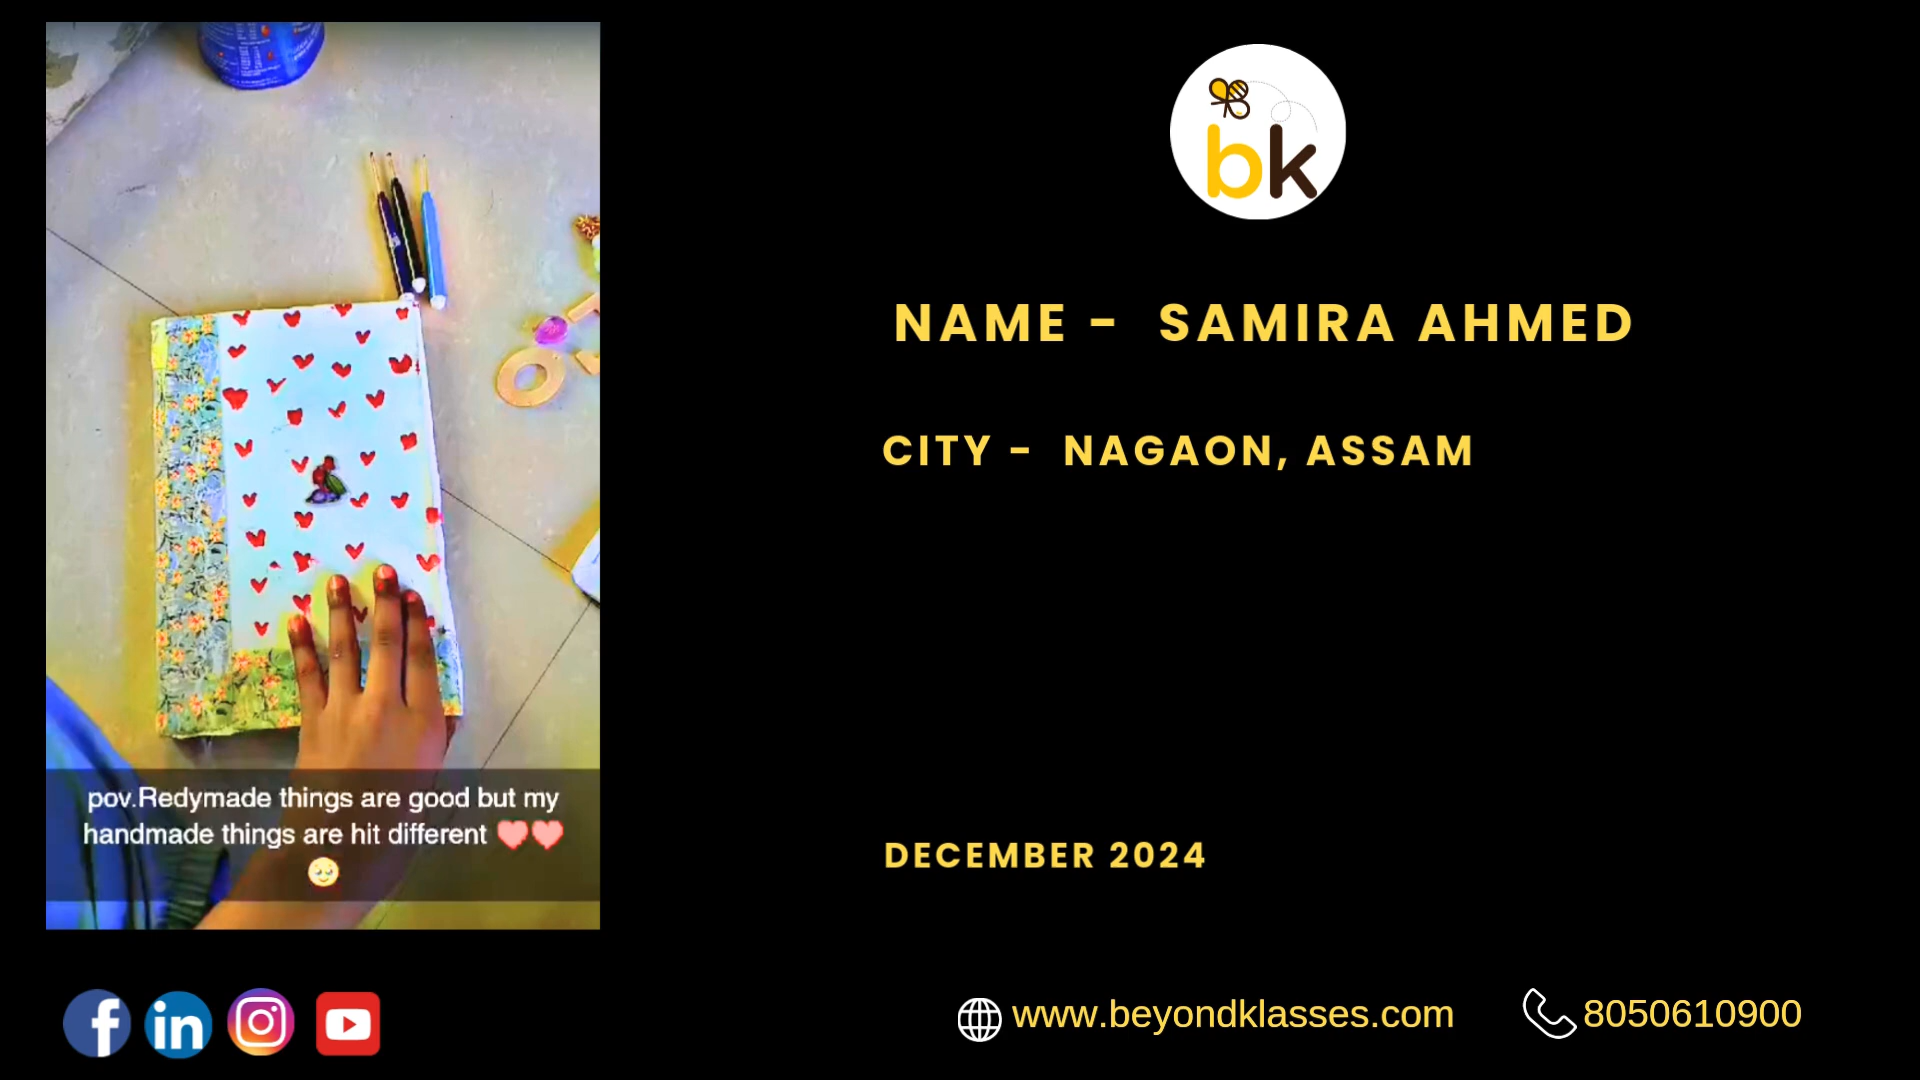 bk
NAME - SAMIRA AHMED
CITY - NAGAON, ASSAM
pov.Redymade things are good but my
handmade things are hit different 💗💗
🥹
DECEMBER 2024
f in
www.beyondklasses.com 8050610900